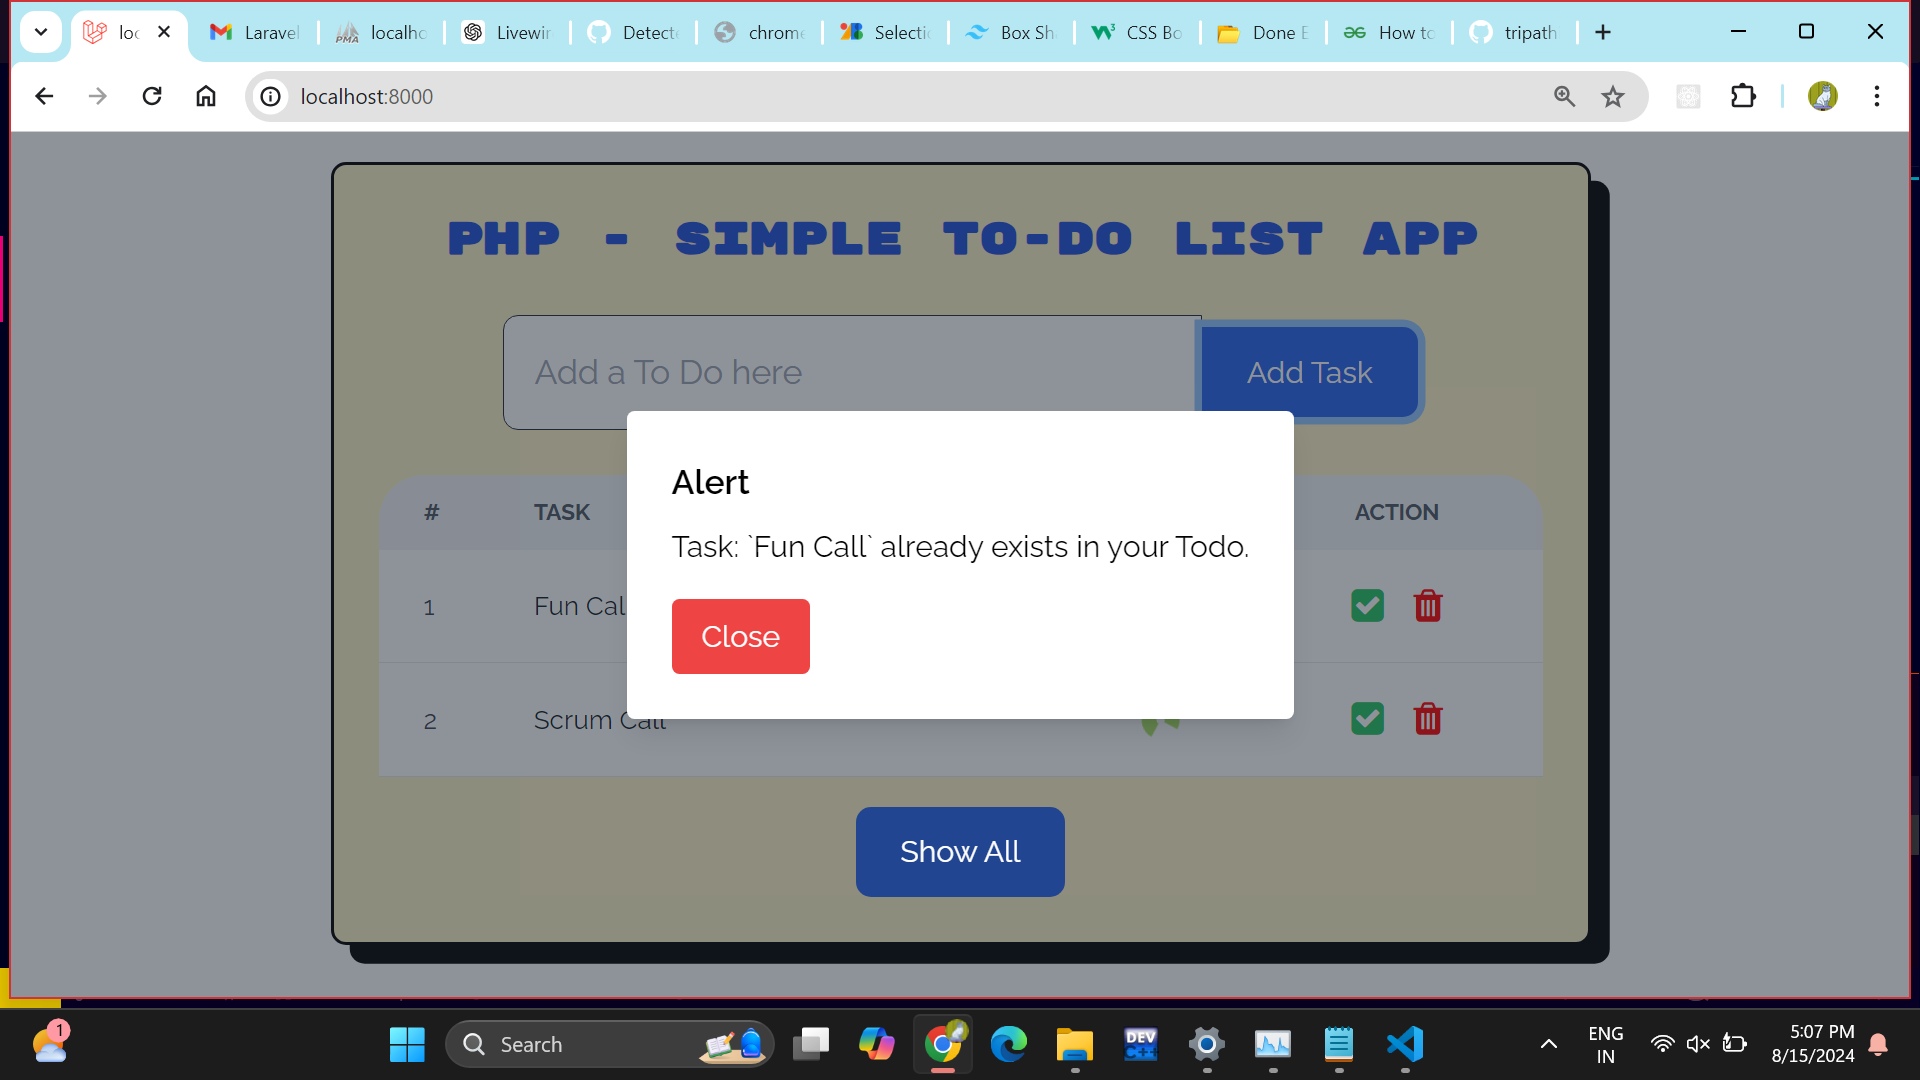 loc
Laravel
localho
Livewir
Detecte
chrome
Selectio
Box Sh
CSS Bo
Done E
How to
tripath
localhost:8000
PHP - SIMPLE TO-DO LIST APP
Add a To Do here
Add Task
Alert
Task: `Fun Call` already exists in your Todo.
Close
# TASK ACTION
1 Fun Cal
2 Scrum Call
Show All
1
Search
DEV
C++
ENG
IN
5:07 PM
8/15/2024